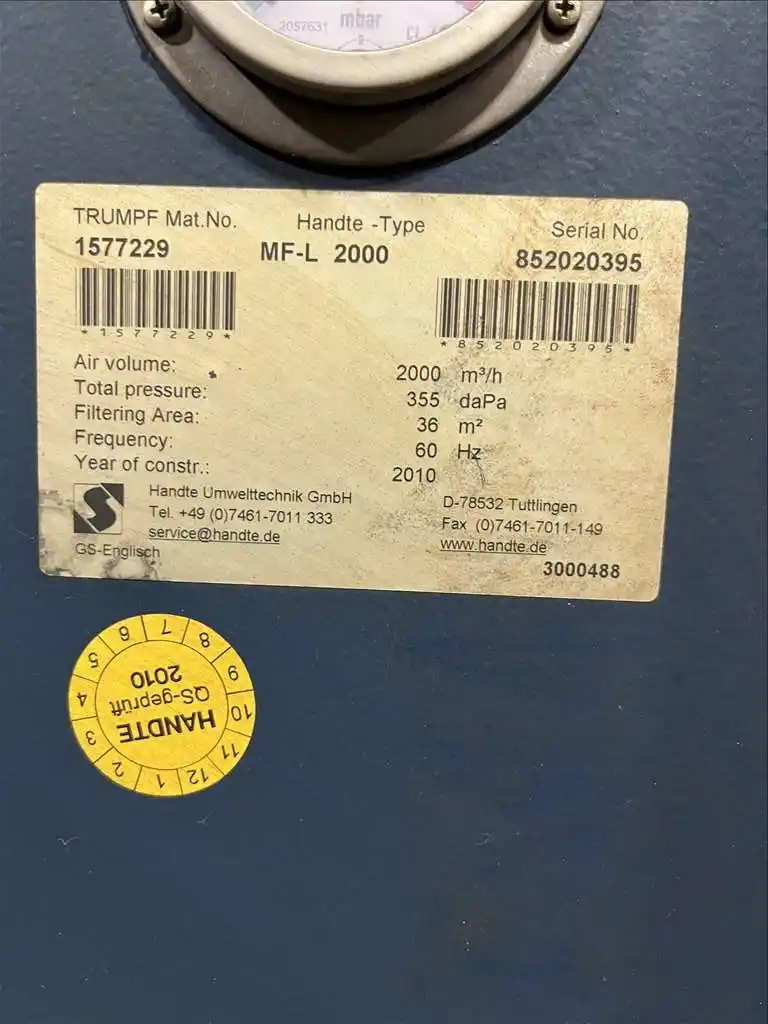 2057631 mbar
TRUMPF Mat.No. Handte -Type Serial No.
1577229 MF-L 2000 852020395
*1577229* *852020395*
Air volume: 2000 m³/h
Total pressure: 355 daPa
Filtering Area: 36 m²
Frequency: 60 Hz
Year of constr.: 2010
Handte Umwelttechnik GmbH D-78532 Tuttlingen
Tel. +49 (0)7461-7011 333 Fax (0)7461-7011-149
service@handte.de www.handte.de
GS-Englisch 3000488
HANDTE
QS-geprüft
2010
1 2 3 4 5 6 7 8 9 10 11 12